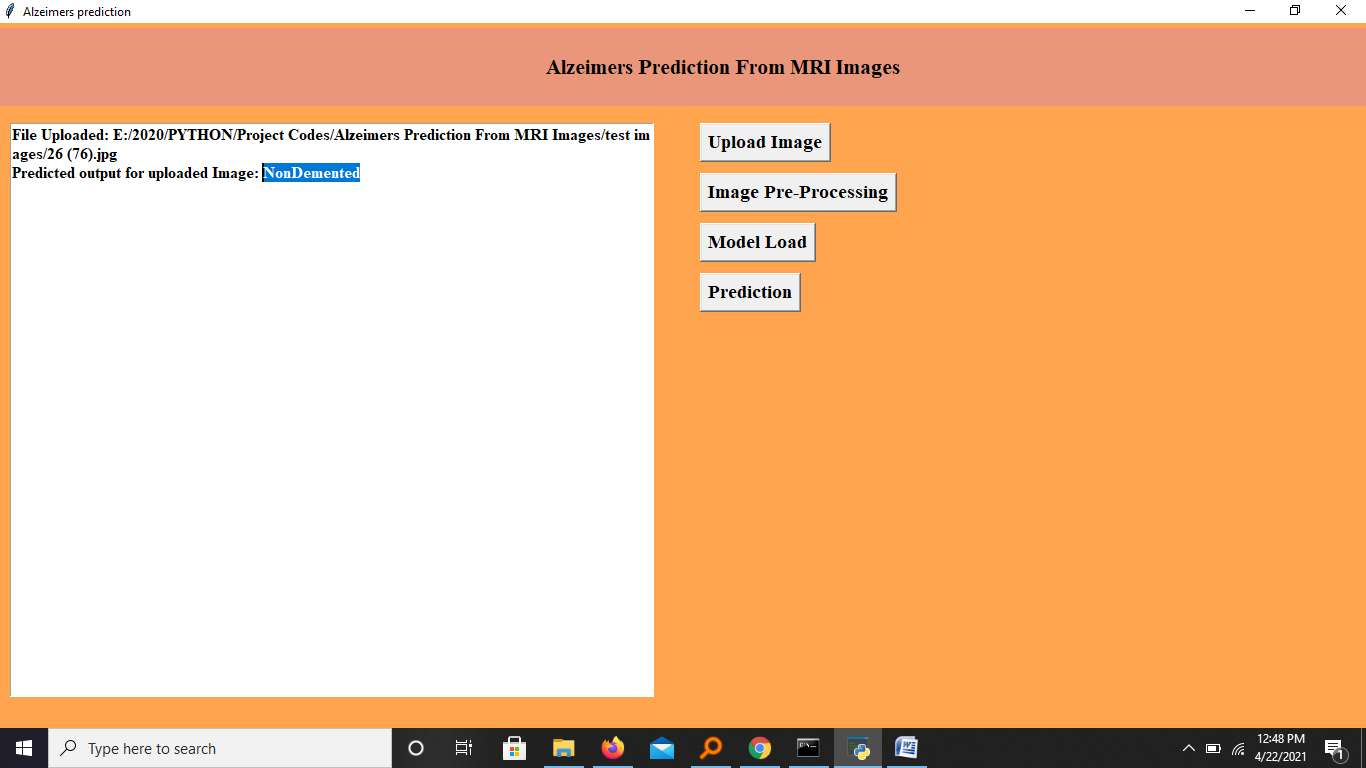 Alzeimers prediction
Alzeimers Prediction From MRI Images
File Uploaded: E:/2020/PYTHON/Project Codes/Alzeimers Prediction From MRI Images/test im
ages/26 (76).jpg
Predicted output for uploaded Image: NonDemented
Upload Image
Image Pre-Processing
Model Load
Prediction
Type here to search
12:48 PM
4/22/2021
1